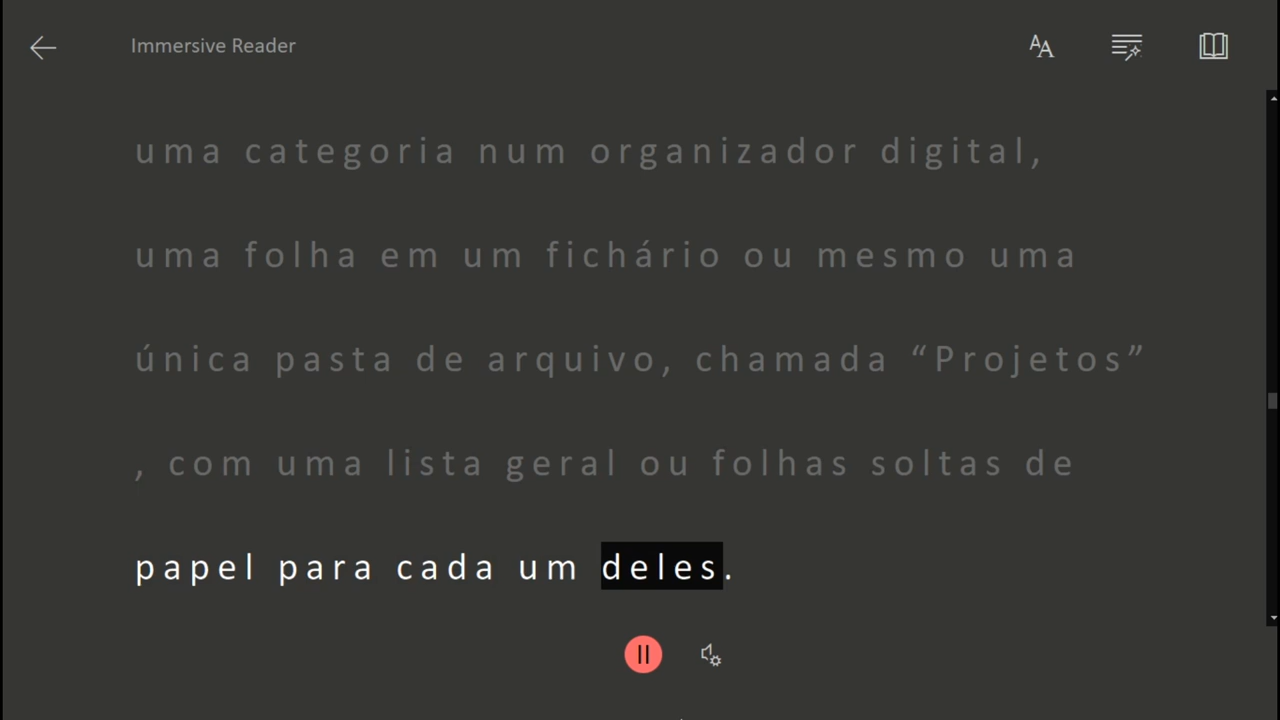 Immersive Reader
uma categoria num organizador digital,
uma folha em um fichário ou mesmo uma
única pasta de arquivo, chamada “Projetos”
, com uma lista geral ou folhas soltas de
papel para cada um deles.